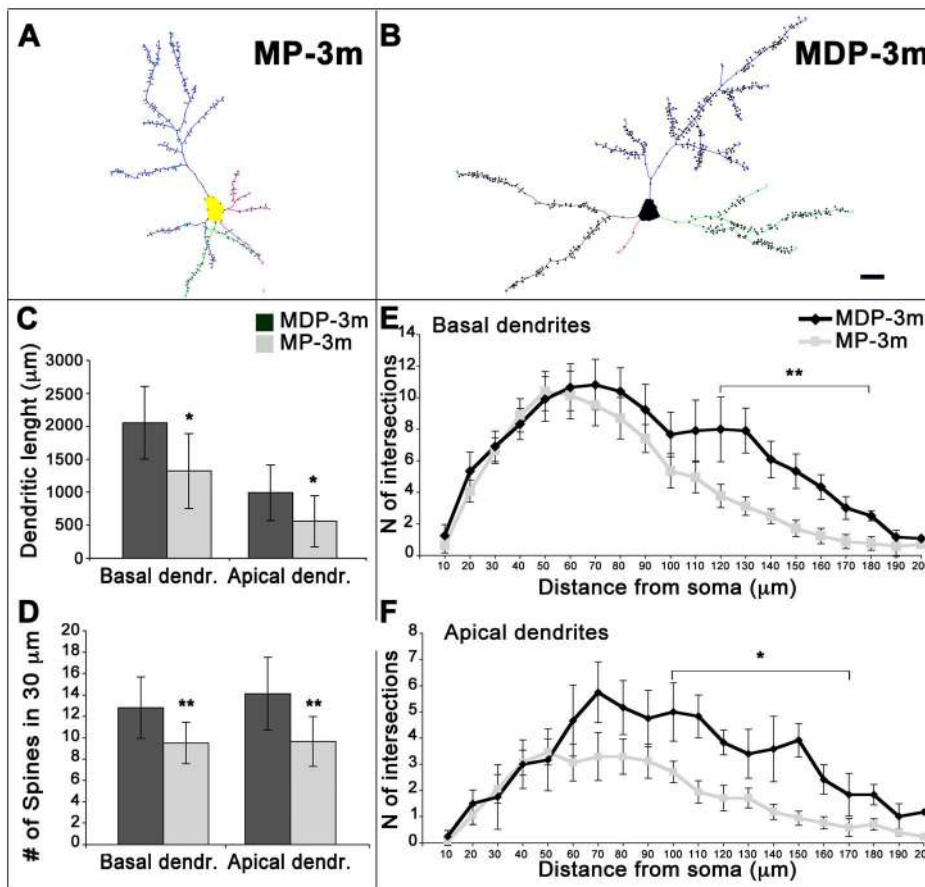 A
MP-3m
B
MDP-3m
C
MDP-3m
MP-3m
Dendritic lenght (μm)
3000
2500
2000
1500
1000
500
0
*
*
Basal dendr. Apical dendr.
D
# of Spines in 30 μm
20
18
16
14
12
10
8
6
4
2
0
**
**
Basal dendr. Apical dendr.
E
Basal dendrites
MDP-3m
MP-3m
**
N of intersections
14
12
10
8
6
4
2
0
10 20 30 40 50 60 70 80 90 100 110 120 130 140 150 160 170 180 190 20
Distance from soma (μm)
F
Apical dendrites
*
N of intersections
8
7
6
5
4
3
2
1
0
10 20 30 40 50 60 70 80 90 100 110 120 130 140 150 160 170 180 190 20
Distance from soma (μm)